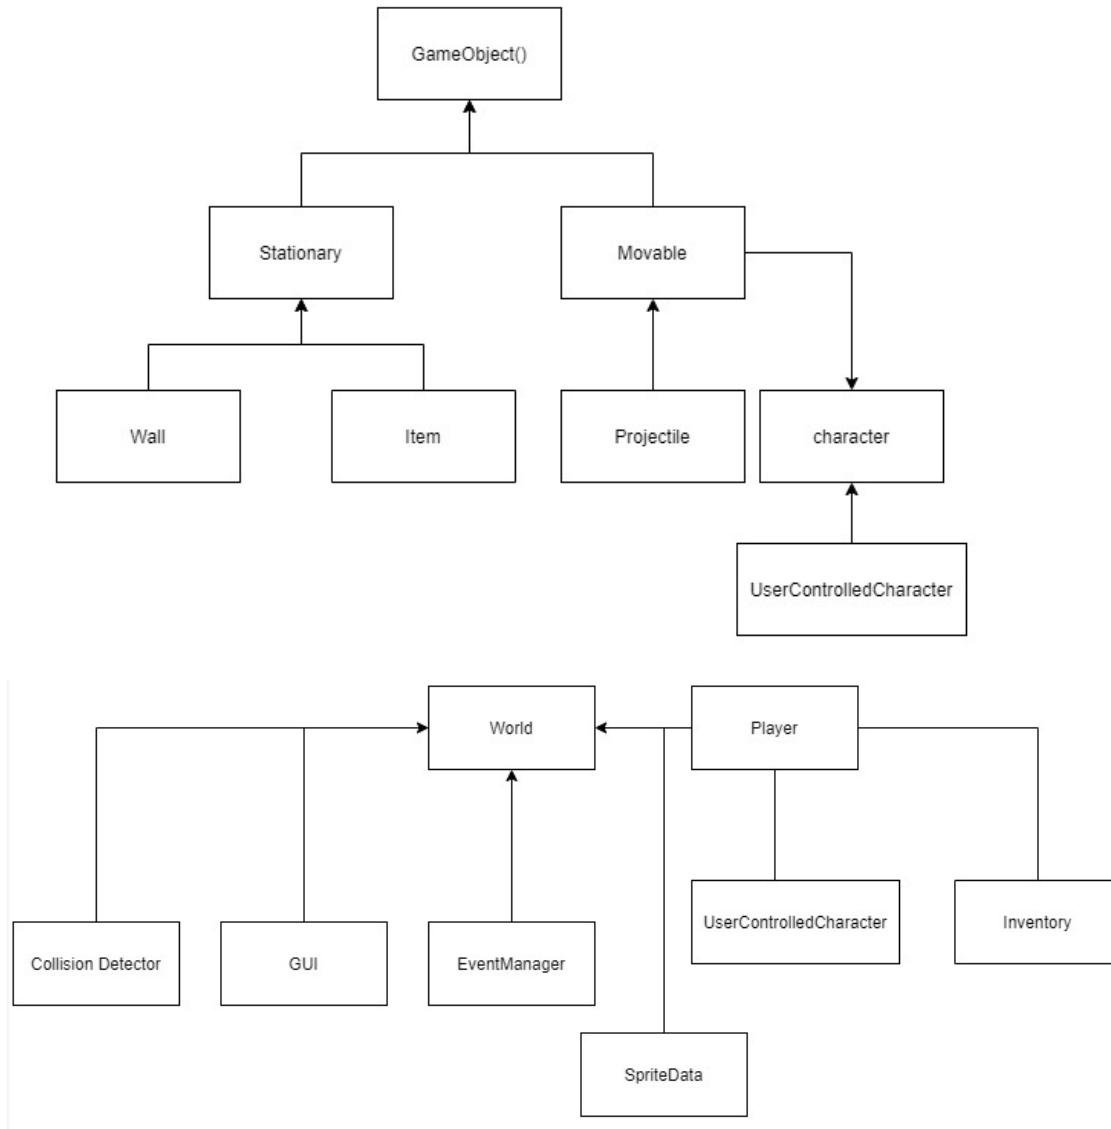 GameObject()
Stationary
Movable
Wall
Item
Projectile
character
UserControlledCharacter
World
Player
UserControlledCharacter
Inventory
Collision Detector
GUI
EventManager
SpriteData